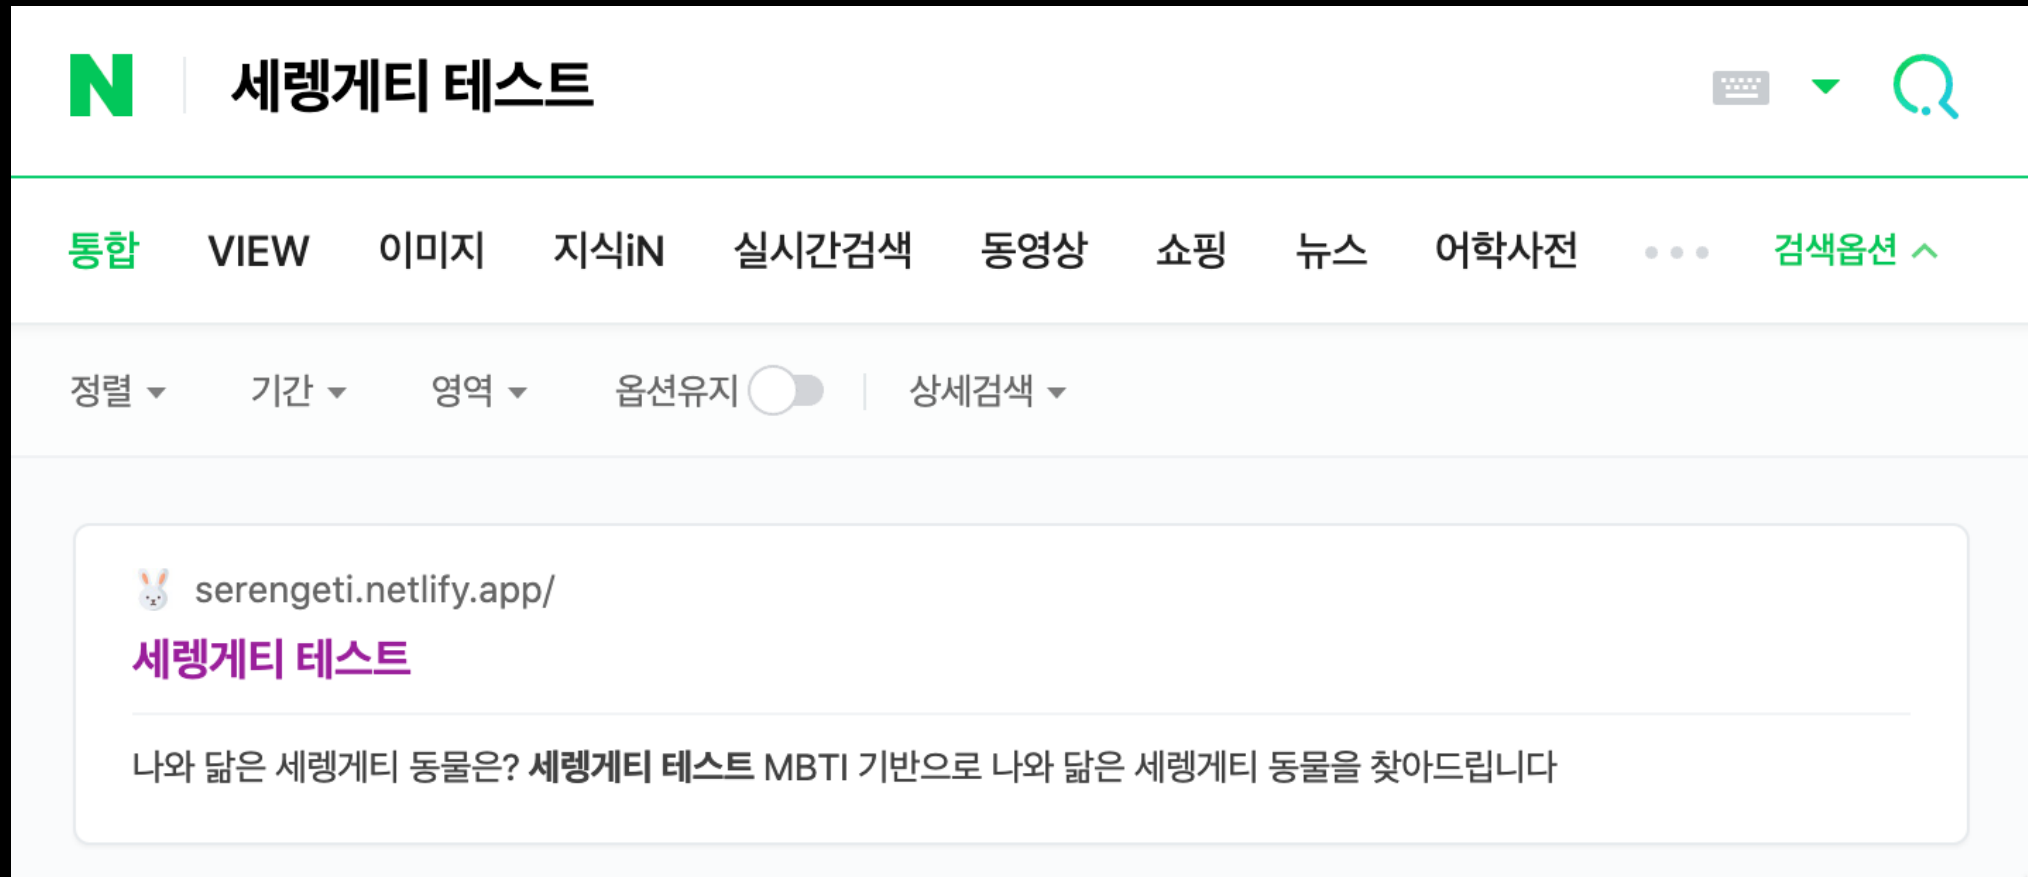 N 세렝게티 테스트
통합 VIEW 이미지 지식iN 실시간검색 동영상 쇼핑 뉴스 어학사전 검색옵션
정렬 기간 영역 옵션유지 상세검색
serengeti.netlify.app/
세렝게티 테스트
나와 닮은 세렝게티 동물은? 세렝게티 테스트 MBTI 기반으로 나와 닮은 세렝게티 동물을 찾아드립니다